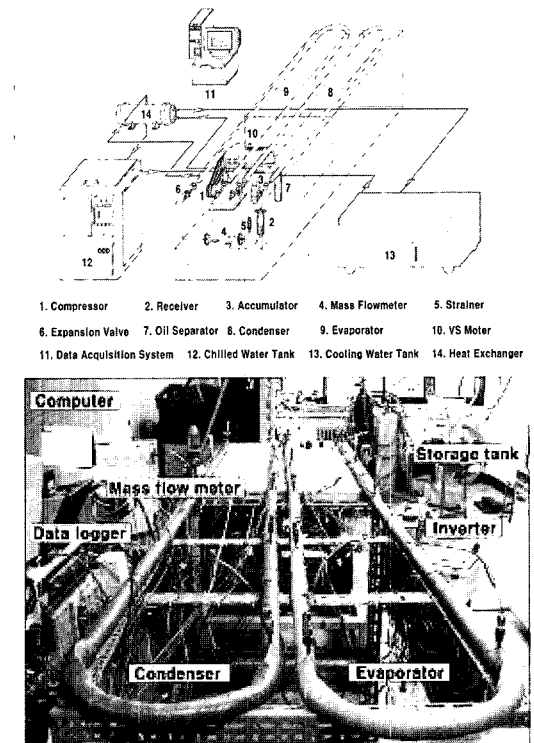 11
9
8
14
10
6
1
3
7
5
2
4
12
13
1. Compressor 2. Receiver 3. Accumulator 4. Mass Flowmeter 5. Strainer
6. Expansion Valve 7. Oil Separator 8. Condenser 9. Evaporator 10. VS Meter
11. Data Acquisition System 12. Chilled Water Tank 13. Cooling Water Tank 14. Heat Exchanger
Computer
Storage tank
Mass flow meter
Data logger
Inverter
Condenser
Evaporator